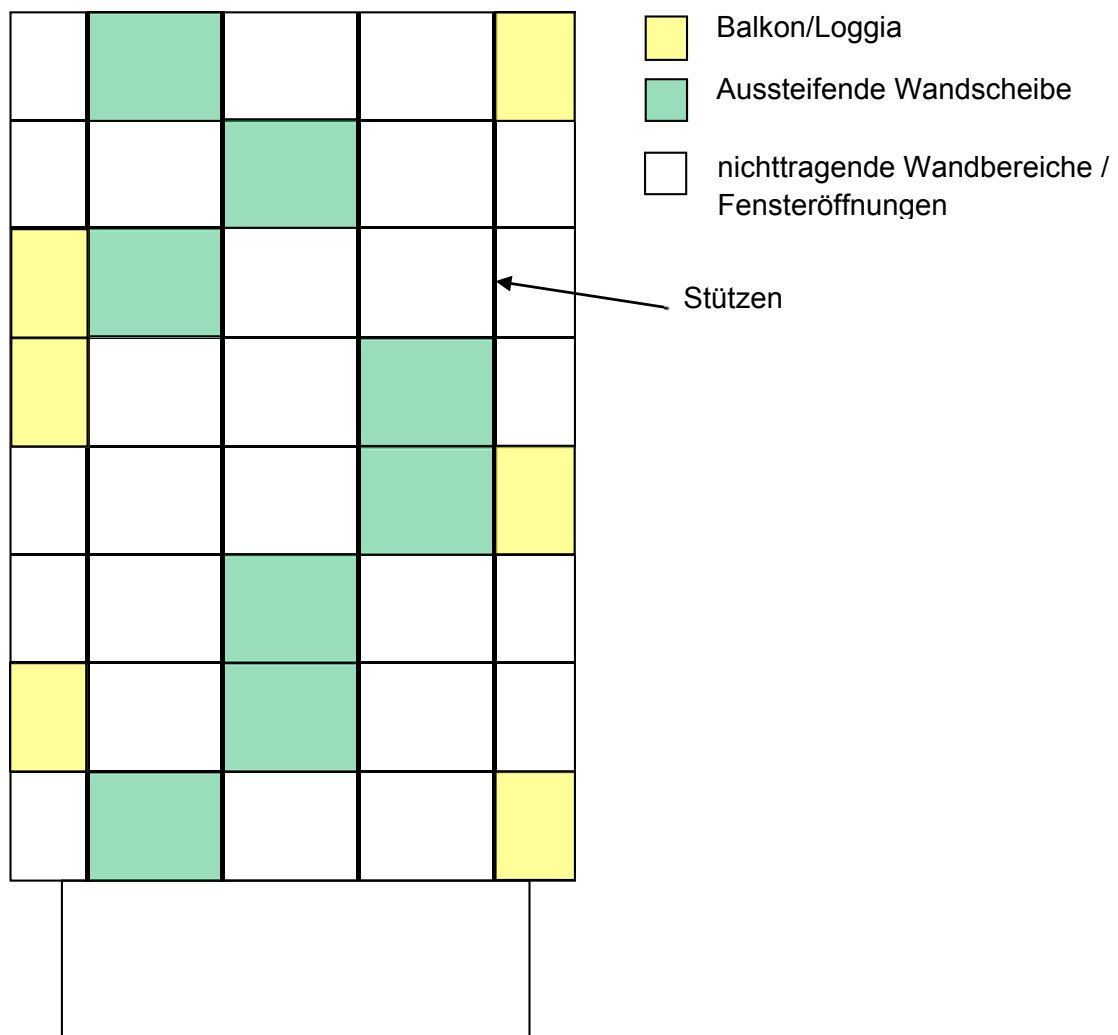 Balkon/Loggia
Aussteifende Wandscheibe
nichttragende Wandbereiche /
Fensteröffnungen
Stützen